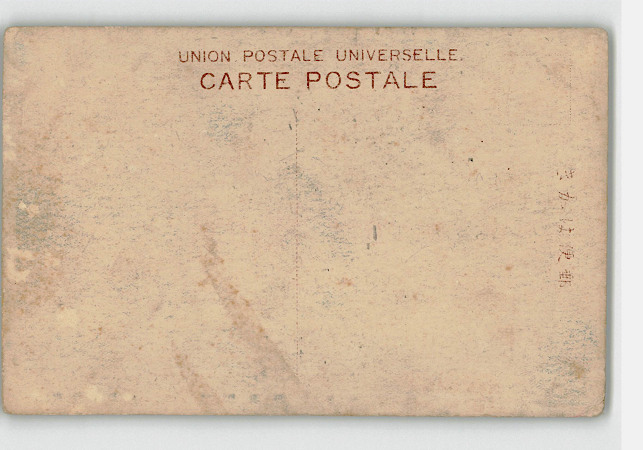 UNION POSTALE UNIVERSELLE.
CARTE POSTALE
きかは便郵